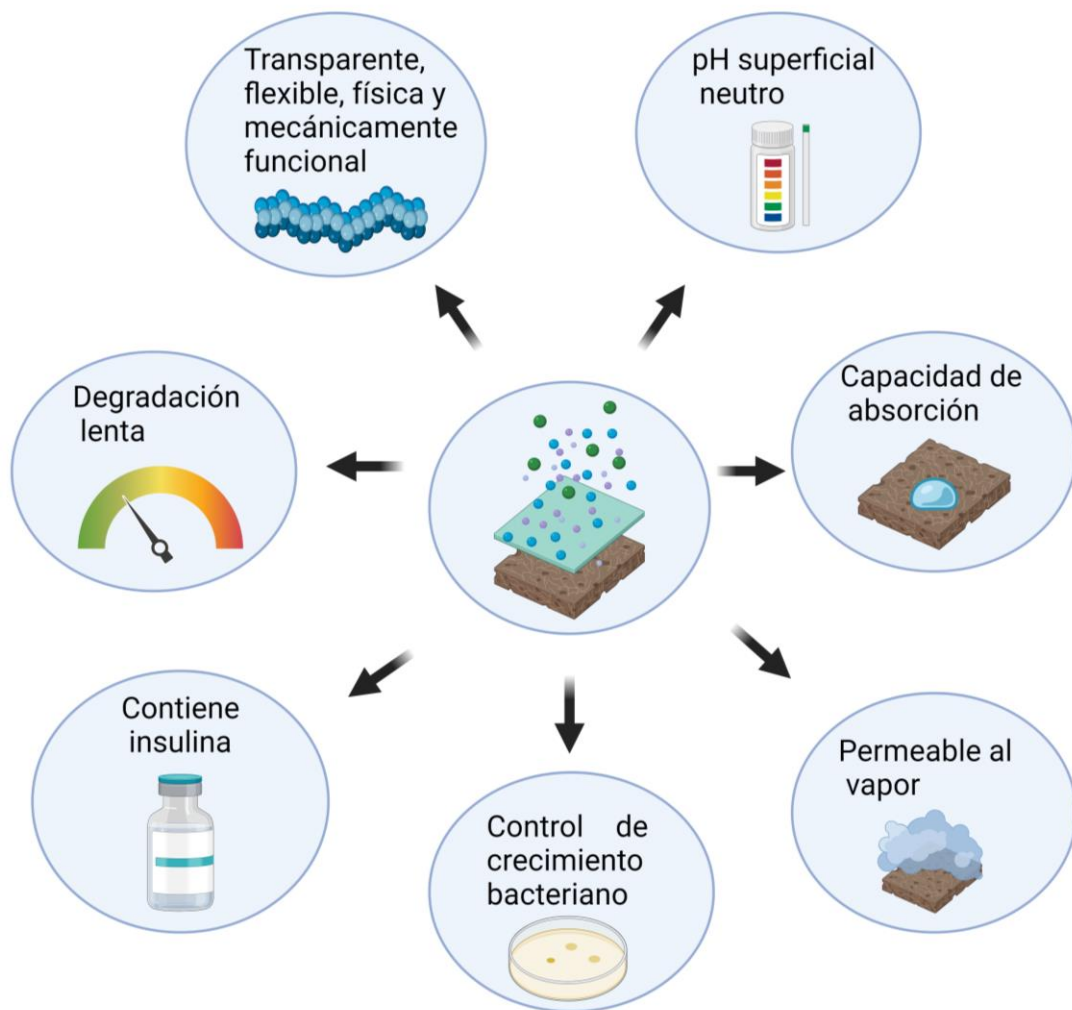 Transparente,
flexible, física y
mecánicamente
funcional
pH superficial
neutro
Degradación
lenta
Capacidad de
absorción
Contiene
insulina
Control de
crecimiento
bacteriano
Permeable al
vapor